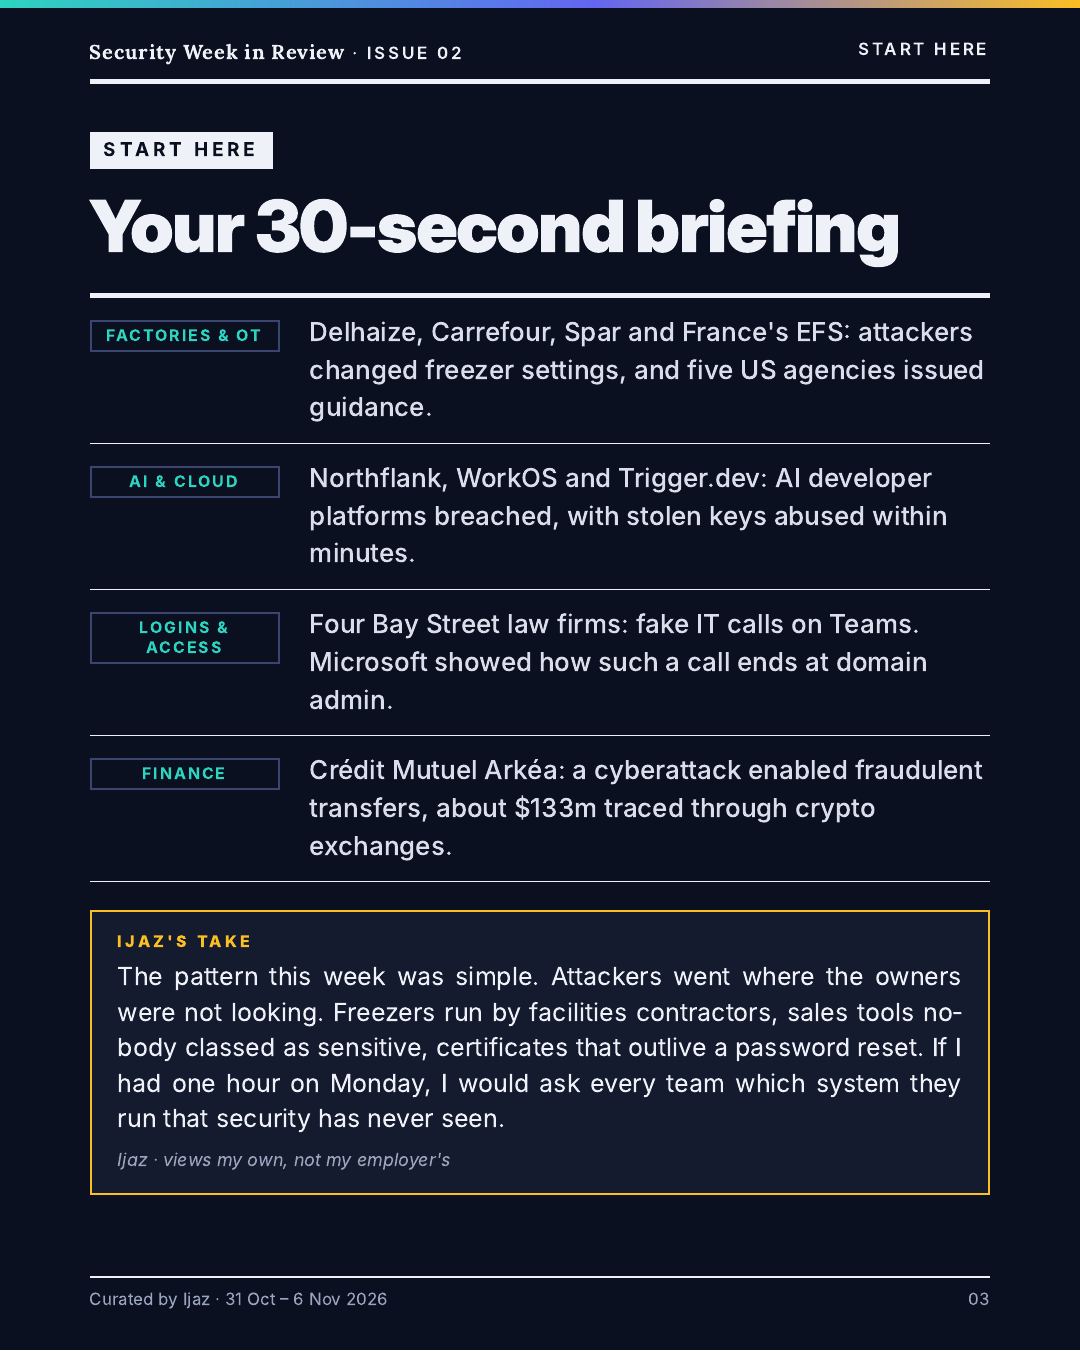 Security Week in Review · ISSUE 02
START HERE
START HERE
Your 30-second briefing
FACTORIES & OT
Delhaize, Carrefour, Spar and France's EFS: attackers
changed freezer settings, and five US agencies issued
guidance.
AI & CLOUD
Northflank, WorkOS and Trigger.dev: AI developer
platforms breached, with stolen keys abused within
minutes.
LOGINS &
ACCESS
Four Bay Street law firms: fake IT calls on Teams.
Microsoft showed how such a call ends at domain
admin.
FINANCE
Crédit Mutuel Arkéa: a cyberattack enabled fraudulent
transfers, about $133m traced through crypto
exchanges.
IJAZ'S TAKE
The pattern this week was simple. Attackers went where the owners
were not looking. Freezers run by facilities contractors, sales tools no-
body classed as sensitive, certificates that outlive a password reset. If I
had one hour on Monday, I would ask every team which system they
run that security has never seen.
Ijaz · views my own, not my employer's
Curated by Ijaz · 31 Oct – 6 Nov 2026
03